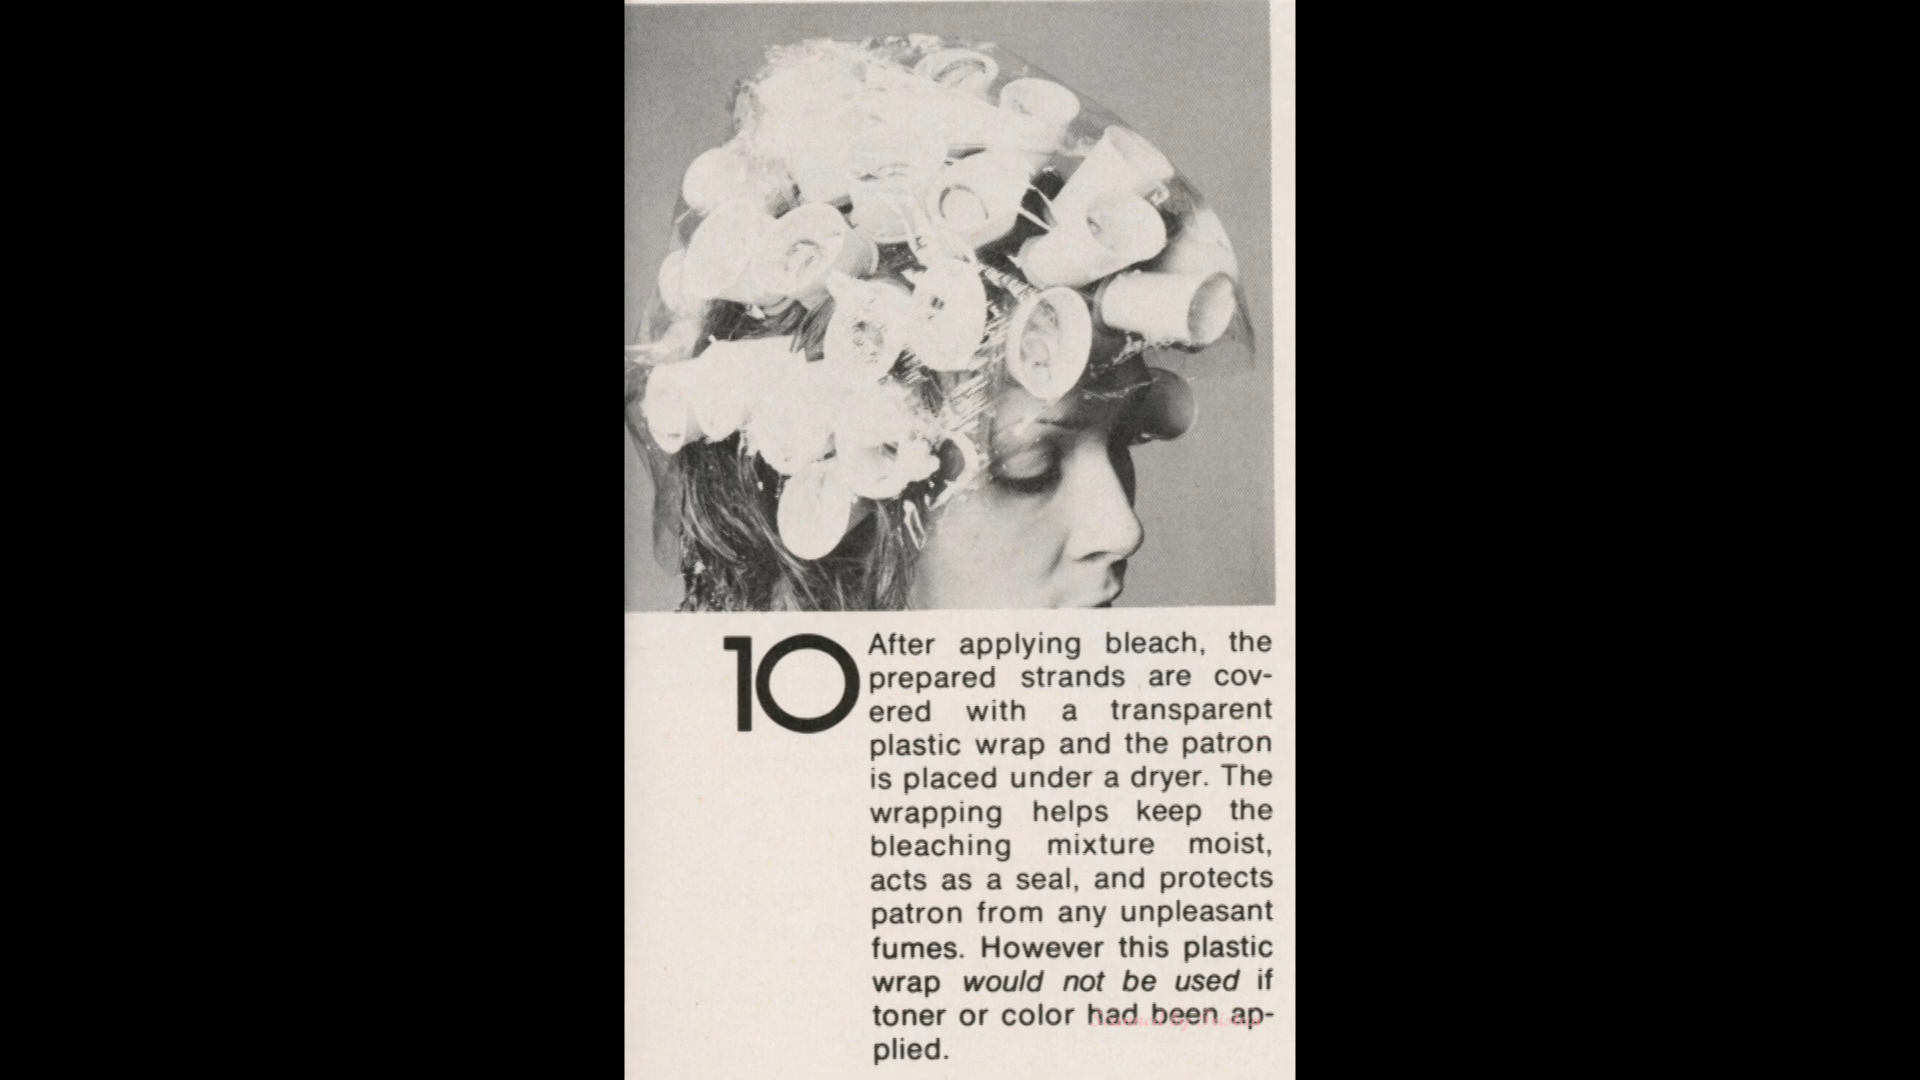 10
After applying bleach, the
prepared strands are cov-
ered with a transparent
plastic wrap and the patron
is placed under a dryer. The
wrapping helps keep the
bleaching mixture moist,
acts as a seal, and protects
patron from any unpleasant
fumes. However this plastic
wrap would not be used if
toner or color had been ap-
plied.